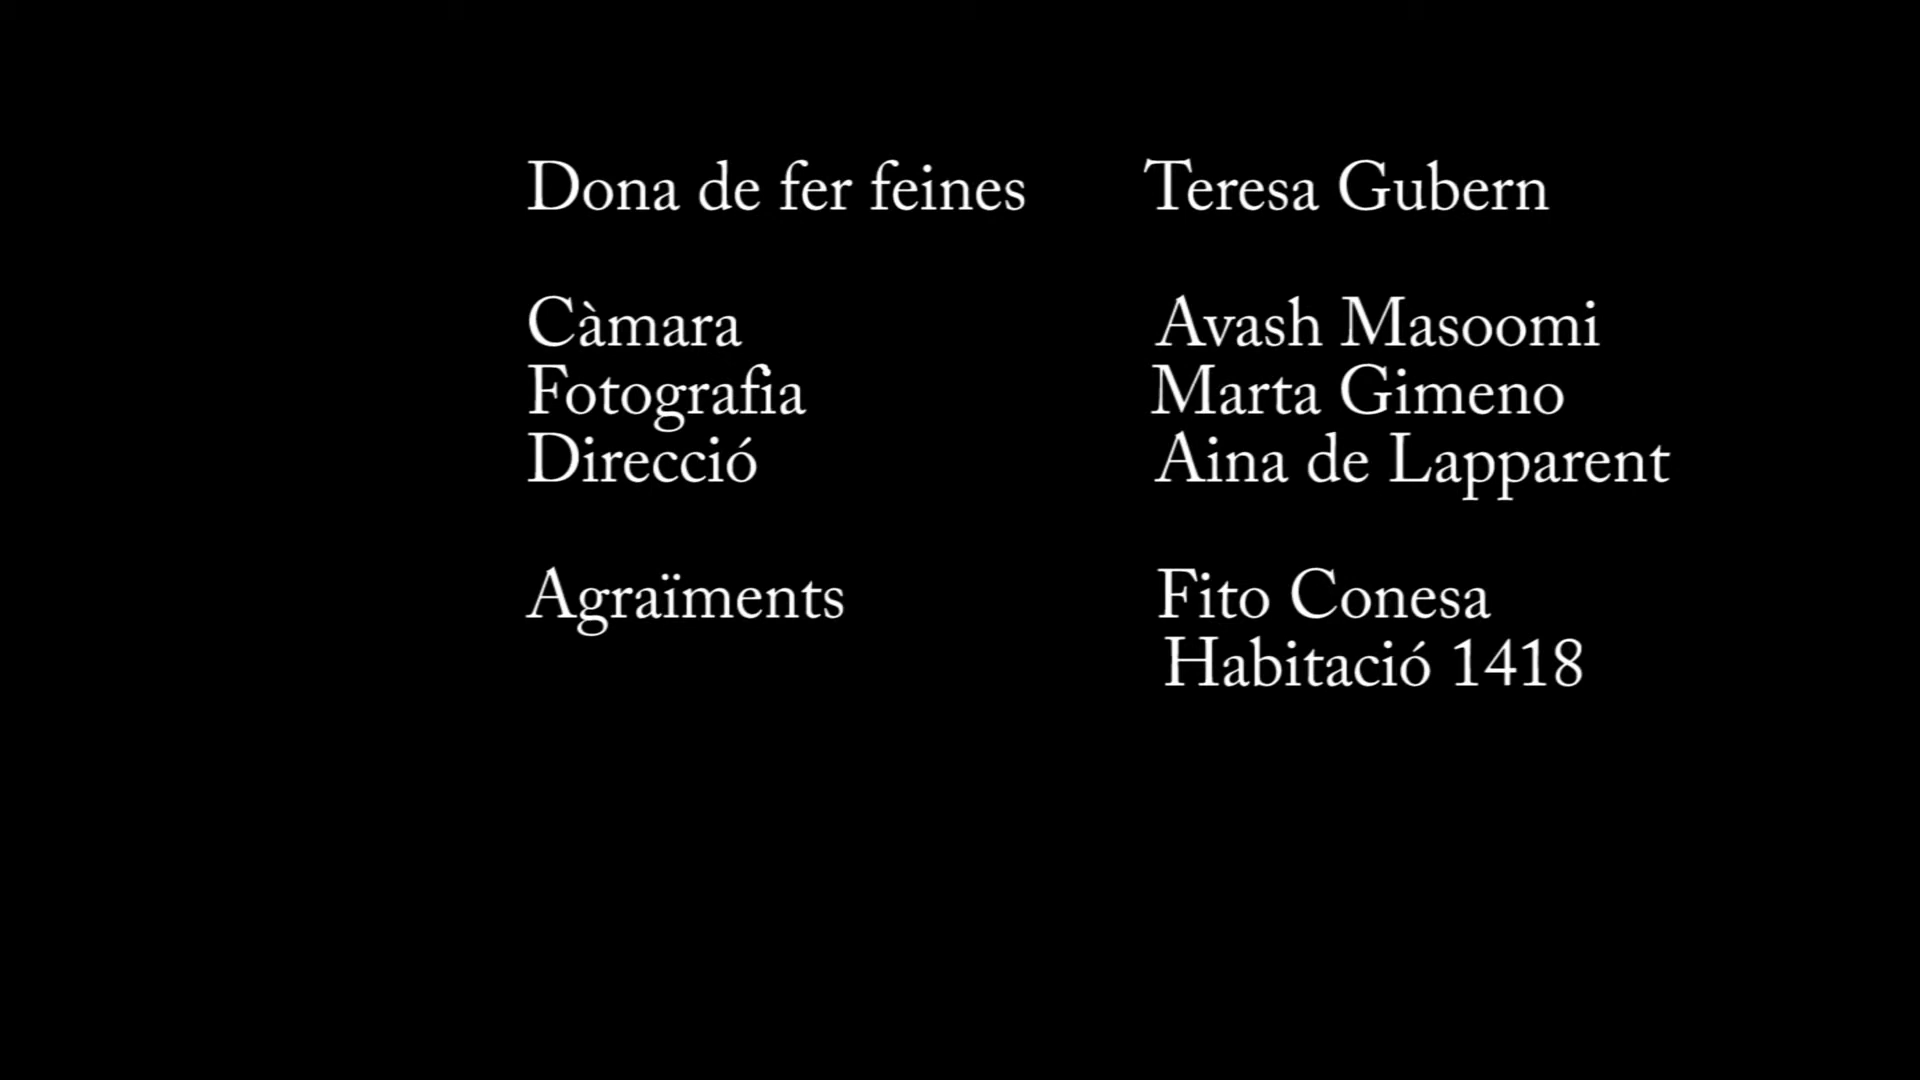 Dona de fer feines Teresa Gubern
Càmara Avash Masoomi
Fotografia Marta Gimeno
Direcció Aina de Lapparent
Agraïments Fito Conesa
Habitació 1418